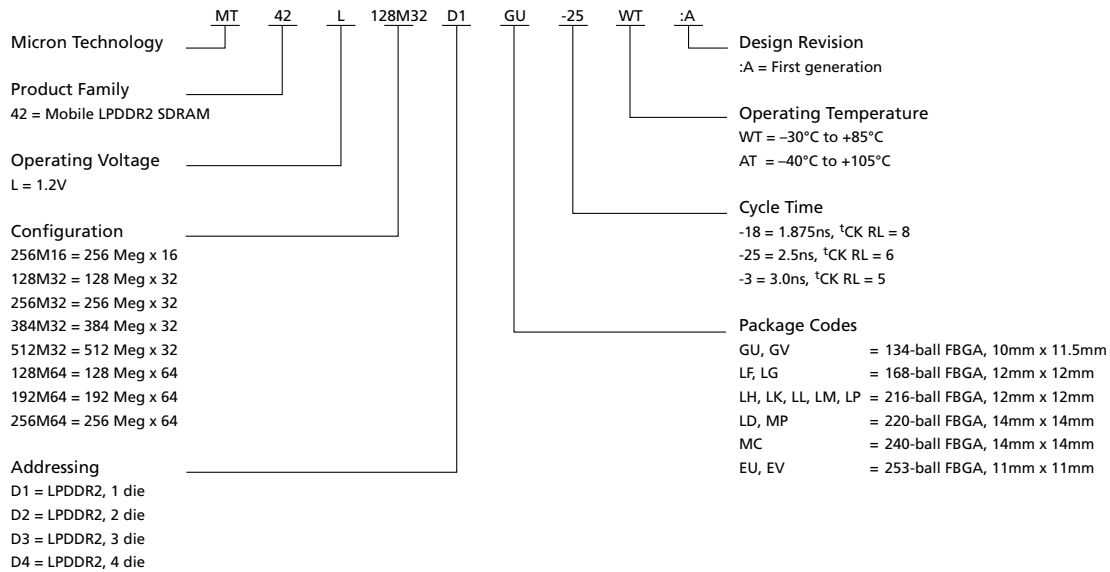 MT 42 L 128M32 D1 GU -25 WT :A
Micron Technology
Product Family
42 = Mobile LPDDR2 SDRAM
Operating Voltage
L = 1.2V
Configuration
256M16 = 256 Meg x 16
128M32 = 128 Meg x 32
256M32 = 256 Meg x 32
384M32 = 384 Meg x 32
512M32 = 512 Meg x 32
128M64 = 128 Meg x 64
192M64 = 192 Meg x 64
256M64 = 256 Meg x 64
Addressing
D1 = LPDDR2, 1 die
D2 = LPDDR2, 2 die
D3 = LPDDR2, 3 die
D4 = LPDDR2, 4 die
Design Revision
:A = First generation
Operating Temperature
WT = –30°C to +85°C
AT = –40°C to +105°C
Cycle Time
-18 = 1.875ns, tCK RL = 8
-25 = 2.5ns, tCK RL = 6
-3 = 3.0ns, tCK RL = 5
Package Codes
GU, GV = 134-ball FBGA, 10mm x 11.5mm
LF, LG = 168-ball FBGA, 12mm x 12mm
LH, LK, LL, LM, LP = 216-ball FBGA, 12mm x 12mm
LD, MP = 220-ball FBGA, 14mm x 14mm
MC = 240-ball FBGA, 14mm x 14mm
EU, EV = 253-ball FBGA, 11mm x 11mm